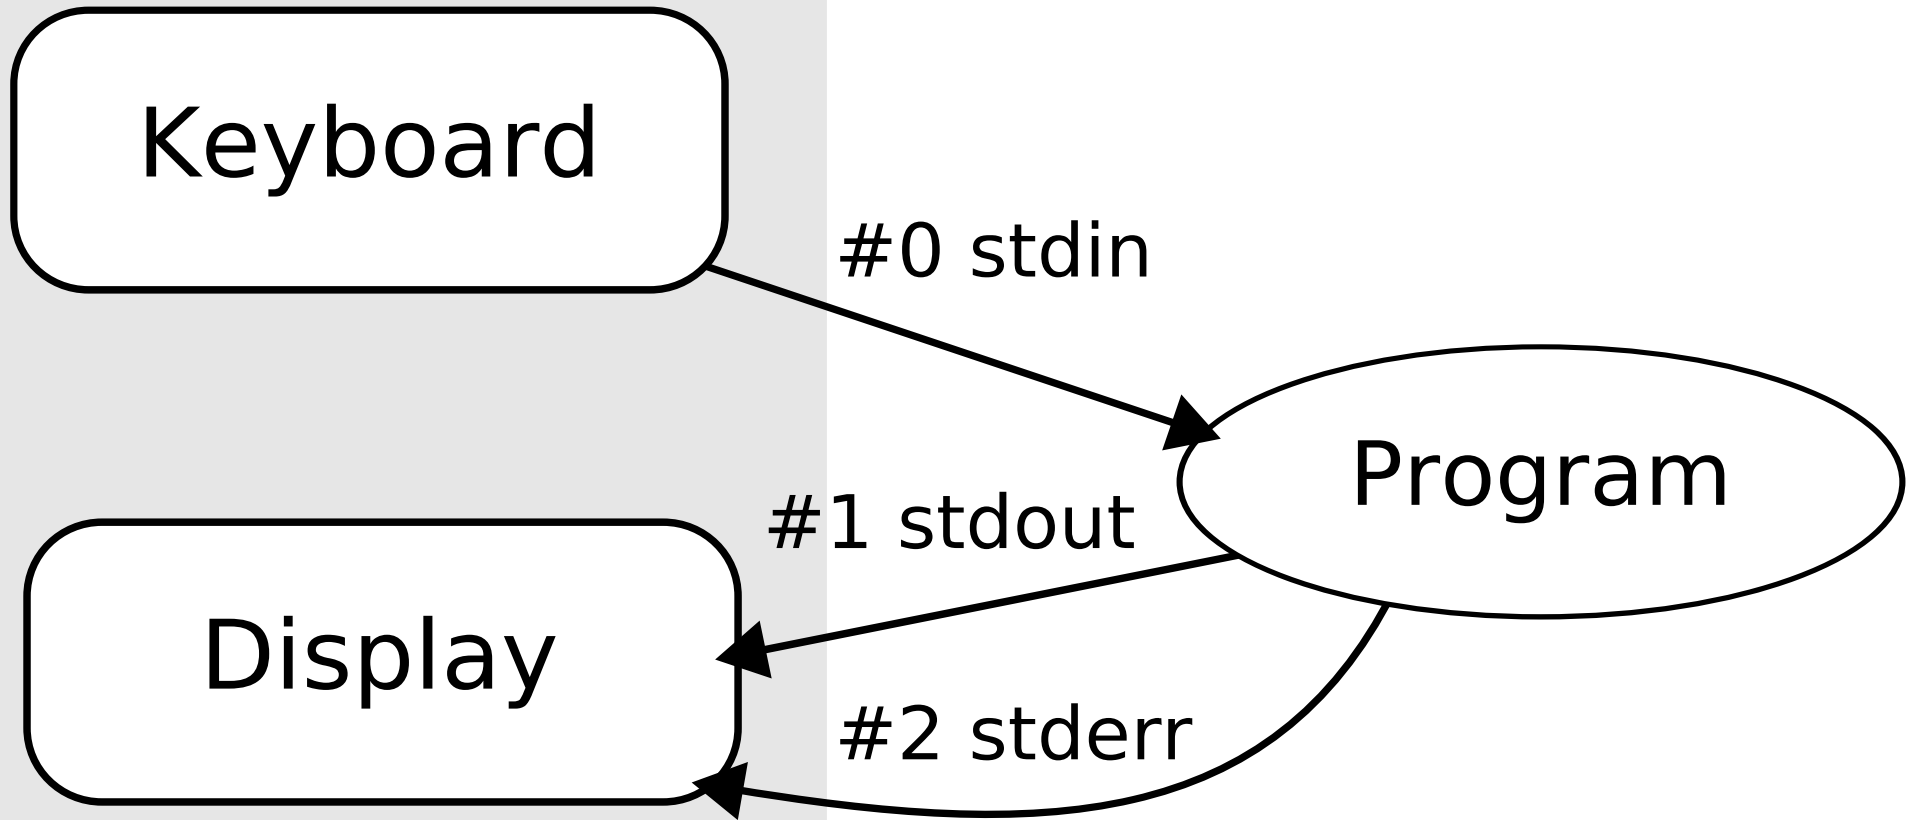 Keyboard
#0 stdin
Program
#1 stdout
Display
#2 stderr